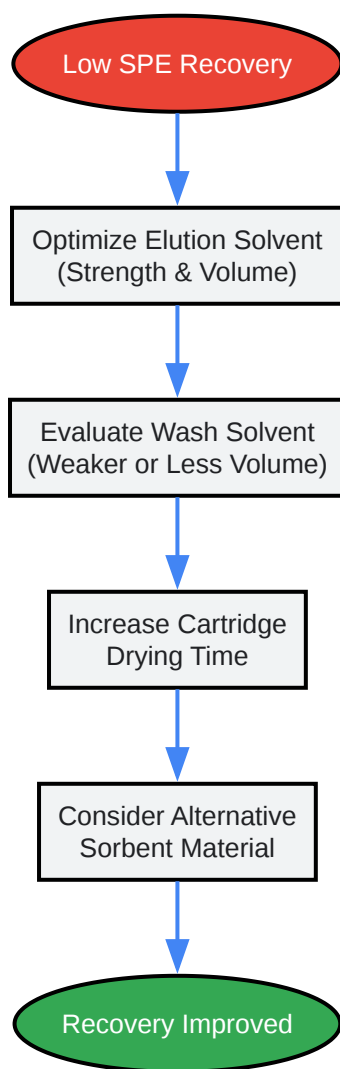 Low SPE Recovery
Optimize Elution Solvent
(Strength & Volume)
Evaluate Wash Solvent
(Weaker or Less Volume)
Increase Cartridge
Drying Time
Consider Alternative
Sorbent Material
Recovery Improved